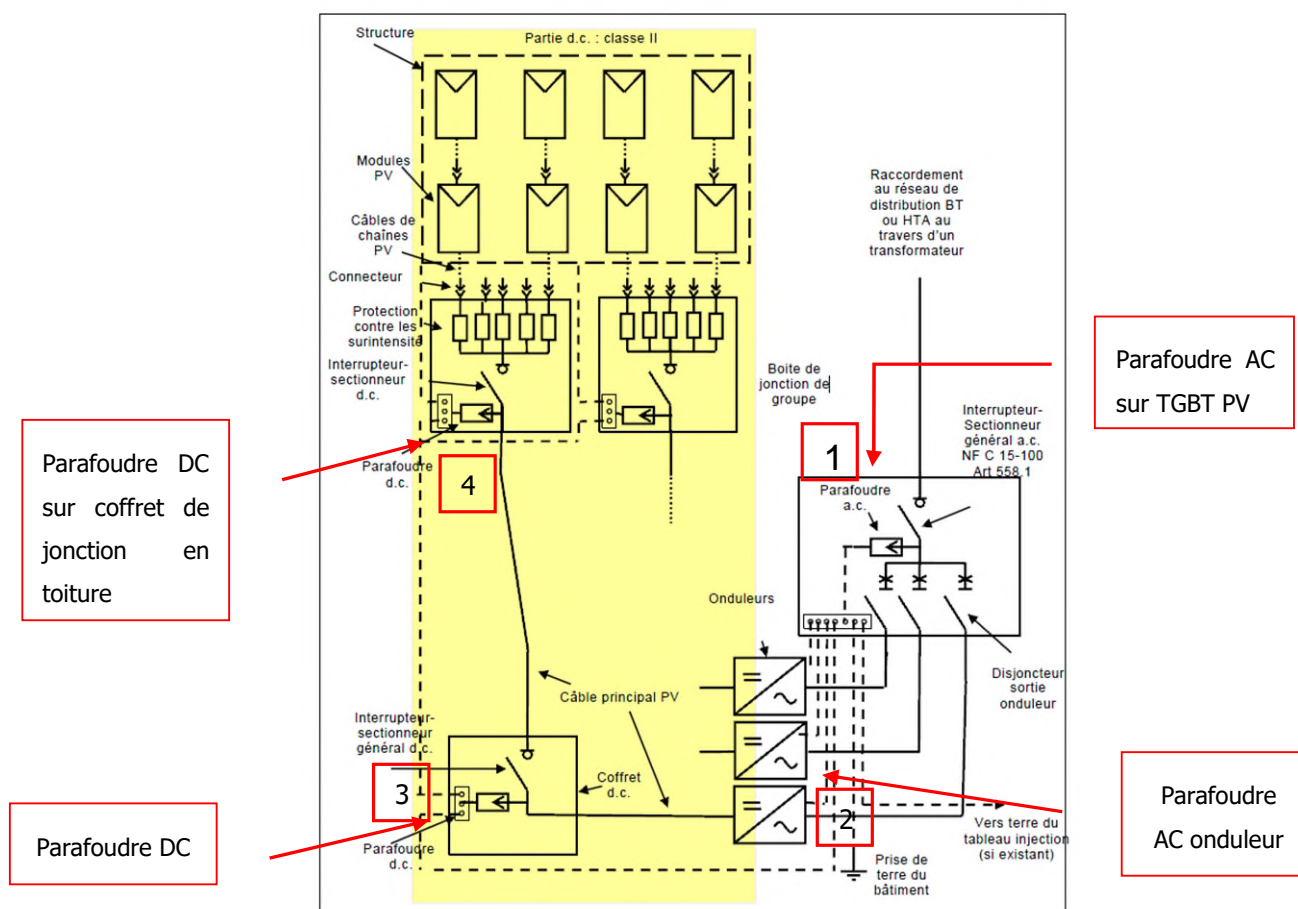 Structure
Partie d.c. : classe II
Modules
PV
Câbles de
chaînes
PV
Connecteur
Protection
contre les
surintensité
Interrupteur-
sectionneur
d.c.
Parafoudre
d.c.
4
Parafoudre DC
sur coffret de
jonction en
toiture
Raccordement
au réseau de
distribution BT
ou HTA au
travers d'un
transformateur
Boite de
jonction de
groupe
Parafoudre AC
sur TGBT PV
Interrupteur-
Sectionneur
général a.c.
NF C 15-100
Art 558.1
1
Parafoudre
a.c.
Onduleurs
Disjoncteur
sortie
onduleur
Câble principal PV
Interrupteur-
sectionneur
général d.c.
3
Coffret
d.c.
Parafoudre
d.c.
Parafoudre DC
2
Prise de
terre du
bâtiment
Vers terre du
tableau injection
(si existant)
Parafoudre
AC onduleur